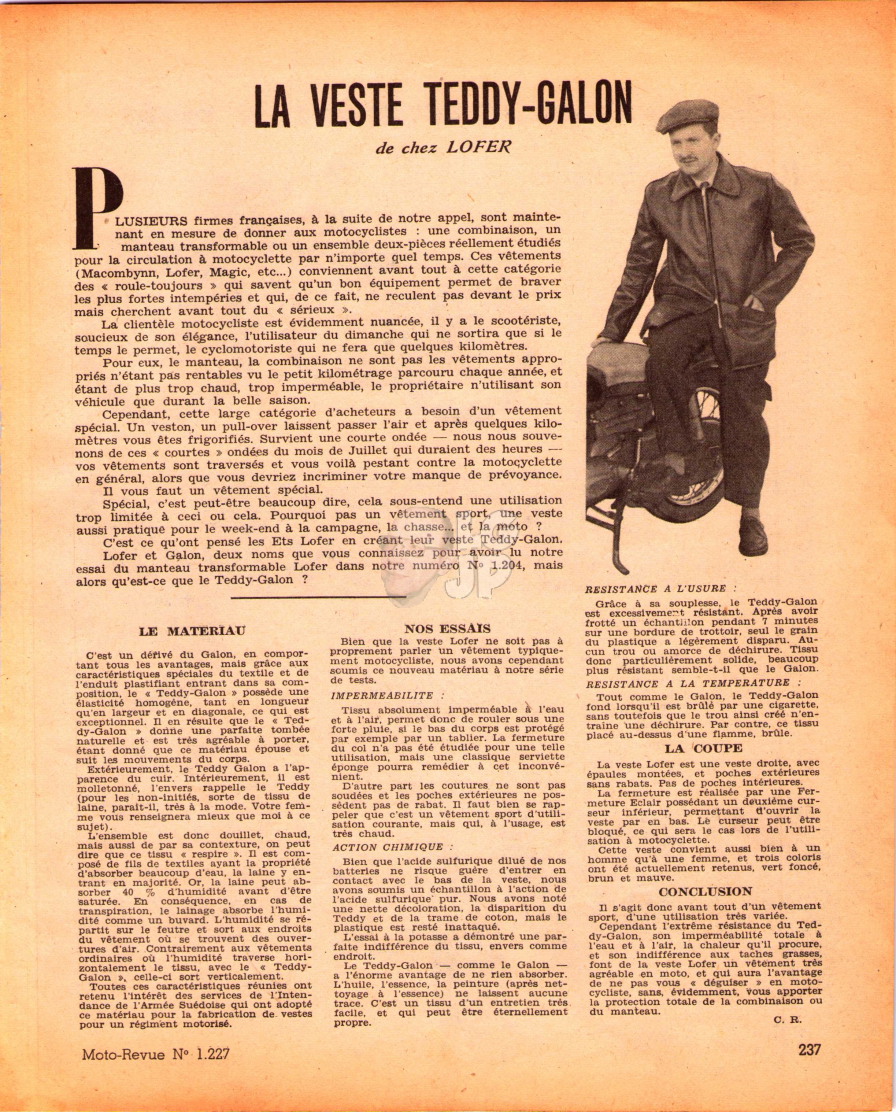 LA VESTE TEDDY-GALON
de chez LOFER
PLUSIEURS firmes françaises, à la suite de notre appel, sont mainte-
nant en mesure de donner aux motocyclistes : une combinaison, un
manteau transformable ou un ensemble deux-pièces réellement étudiés
pour la circulation à motocyclette par n'importe quel temps. Ces vêtements
(Macombynn, Lofer, Magic, etc...) conviennent avant tout à cette catégorie
des « roule-toujours » qui savent qu'un bon équipement permet de braver
les plus fortes intempéries et qui, de ce fait, ne reculent pas devant le prix
mais cherchent avant tout du « sérieux ».
La clientèle motocycliste est évidemment nuancée, il y a le scootériste,
soucieux de son élégance, l'utilisateur du dimanche qui ne sortira que si le
temps le permet, le cyclomotoriste qui ne fera que quelques kilomètres.
Pour eux, le manteau, la combinaison ne sont pas les vêtements appro-
priés n'étant pas rentables vu le petit kilométrage parcouru chaque année, et
étant de plus trop chaud, trop imperméable, le propriétaire n'utilisant son
véhicule que durant la belle saison.
Cependant, cette large catégorie d'acheteurs a besoin d'un vêtement
spécial. Un veston, un pull-over laissent passer l'air et après quelques kilo-
mètres vous êtes frigorifiés. Survient une courte ondée — nous nous souve-
nons de ces « courtes » ondées du mois de Juillet qui duraient des heures —
vos vêtements sont traversés et vous voilà pestant contre la motocyclette
en général, alors que vous devriez incriminer votre manque de prévoyance.
Il vous faut un vêtement spécial.
Spécial, c'est peut-être beaucoup dire, cela sous-entend une utilisation
trop limitée à ceci ou cela. Pourquoi pas un vêtement sport, une veste
aussi pratique pour le week-end à la campagne, la chasse... et la moto ?
C'est ce qu'ont pensé les Ets Lofer en créant leur veste Teddy-Galon.
Lofer et Galon, deux noms que vous connaissez pour avoir lu notre
essai du manteau transformable Lofer dans notre numéro Nº 1.204, mais
alors qu'est-ce que le Teddy-Galon ?
LE MATERIAU
C'est un dérivé du Galon, en compor-
tant tous les avantages, mais grâce aux
caractéristiques spéciales du textile et de
l'enduit plastifiant entrant dans sa com-
position, le « Teddy-Galon » possède une
élasticité homogène, tant en longueur
qu'en largeur et en diagonale, ce qui est
exceptionnel. Il en résulte que le « Ted-
dy-Galon » donne une parfaite tombée
naturelle et est très agréable à porter,
étant donné que ce matériau épouse et
suit les mouvements du corps.
Extérieurement, le Teddy Galon a l'ap-
parence du cuir. Intérieurement, il est
molletonné, l'envers rappelle le Teddy
(pour les non-initiés, sorte de tissu de
laine, paraît-il, très à la mode. Votre fem-
me vous renseignera mieux que moi à ce
sujet).
L'ensemble est donc douillet, chaud,
mais aussi de par sa contexture, on peut
dire que ce tissu « respire ». Il est com-
posé de fils de textiles ayant la propriété
d'absorber beaucoup d'eau, la laine y en-
trant en majorité. Or, la laine peut ab-
sorber 40 % d'humidité avant d'être
saturée. En conséquence, en cas de
transpiration, le lainage absorbe l'humi-
dité comme un buvard. L'humidité se ré-
partit sur le feutre et sort aux endroits
du vêtement où se trouvent des ouver-
tures d'air. Contrairement aux vêtements
ordinaires où l'humidité traverse hori-
zontalement le tissu, avec le « Teddy-
Galon », celle-ci sort verticalement.
Toutes ces caractéristiques réunies ont
retenu l'intérêt des services de l'Inten-
dance de l'Armée Suédoise qui ont adopté
ce matériau pour la fabrication de vestes
pour un régiment motorisé.
NOS ESSAIS
Bien que la veste Lofer ne soit pas à
proprement parler un vêtement typique-
ment motocycliste, nous avons cependant
soumis ce nouveau matériau à notre série
de tests.
IMPERMEABILITE :
Tissu absolument imperméable à l'eau
et à l'air, permet donc de rouler sous une
forte pluie, si le bas du corps est protégé
par exemple par un tablier. La fermeture
du col n'a pas été étudiée pour une telle
utilisation, mais une classique serviette
éponge pourra remédier à cet inconvé-
nient.
D'autre part les coutures ne sont pas
soudées et les poches extérieures ne pos-
sèdent pas de rabat. Il faut bien se rap-
peler que c'est un vêtement sport d'utili-
sation courante, mais qui, à l'usage, est
très chaud.
ACTION CHIMIQUE :
Bien que l'acide sulfurique dilué de nos
batteries ne risque guère d'entrer en
contact avec le bas de la veste, nous
avons soumis un échantillon à l'action de
l'acide sulfurique pur. Nous avons noté
une nette décoloration, la disparition du
Teddy et de la trame de coton, mais le
plastique est resté inattaqué.
L'essai à la potasse a démontré une par-
faite indifférence du tissu, envers comme
endroit.
Le Teddy-Galon — comme le Galon —
a l'énorme avantage de ne rien absorber.
L'huile, l'essence, la peinture (après net-
toyage à l'essence) ne laissent aucune
trace. C'est un tissu d'un entretien très
facile, et qui peut être éternellement
propre.
RESISTANCE A L'USURE :
Grâce à sa souplesse, le Teddy-Galon
est excessivement résistant. Après avoir
frotté un échantillon pendant 7 minutes
sur une bordure de trottoir, seul le grain
du plastique a légèrement disparu. Au-
cun trou ou amorce de déchirure. Tissu
donc particulièrement solide, beaucoup
plus résistant semble-t-il que le Galon.
RESISTANCE A LA TEMPERATURE :
Tout comme le Galon, le Teddy-Galon
fond lorsqu'il est brûlé par une cigarette,
sans toutefois que le trou ainsi créé n'en-
traîne une déchirure. Par contre, ce tissu
placé au-dessus d'une flamme, brûle.
LA COUPE
La veste Lofer est une veste droite, avec
épaules montées, et poches extérieures
sans rabats. Pas de poches intérieures.
La fermeture est réalisée par une Fer-
meture Eclair possédant un deuxième cur-
seur inférieur, permettant d'ouvrir la
veste par en bas. Le curseur peut être
bloqué, ce qui sera le cas lors de l'utili-
sation à motocyclette.
Cette veste convient aussi bien à un
homme qu'à une femme, et trois coloris
ont été actuellement retenus, vert foncé,
brun et mauve.
CONCLUSION
Il s'agit donc avant tout d'un vêtement
sport, d'une utilisation très variée.
Cependant l'extrême résistance du Ted-
dy-Galon, son imperméabilité totale à
l'eau et à l'air, la chaleur qu'il procure,
et son indifférence aux taches grasses,
font de la veste Lofer un vêtement très
agréable en moto, et qui aura l'avantage
de ne pas vous « déguiser » en moto-
cycliste, sans, évidemment, vous apporter
la protection totale de la combinaison ou
du manteau.
C. R.
Moto-Revue Nº 1.227
237
JP